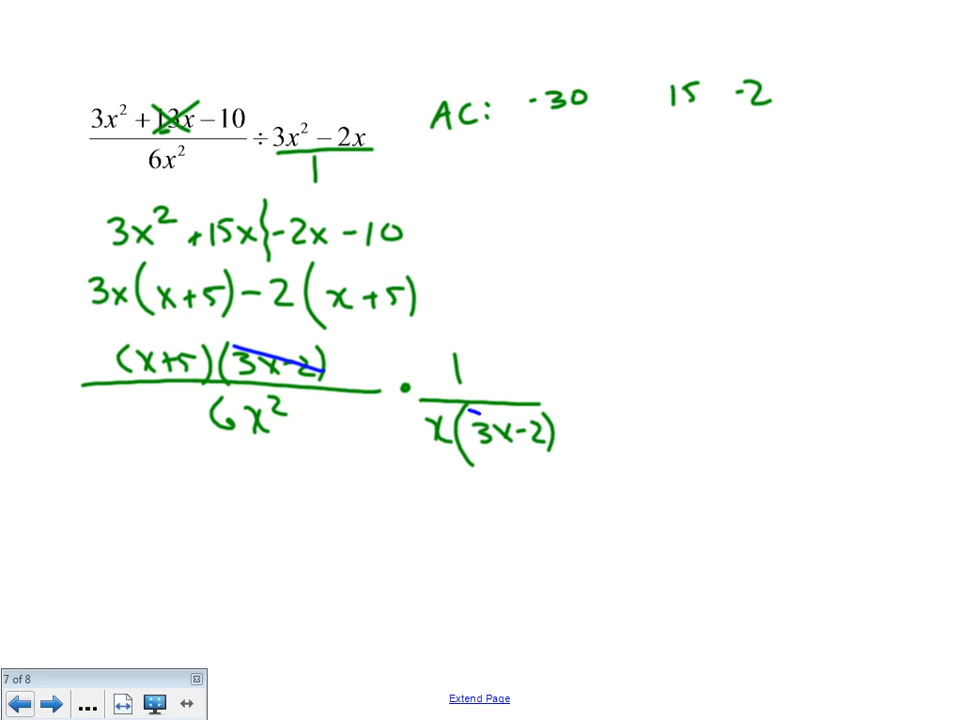 3x² + 13x − 10 AC: -30 15 -2
6x² ÷ 3x² − 2x
1
3x² +15x{-2x -10
3x(x+5) -2(x+5)
(x+5)(3x-2) • 1
6x² x(3x-2)
7 of 8
...
Extend Page